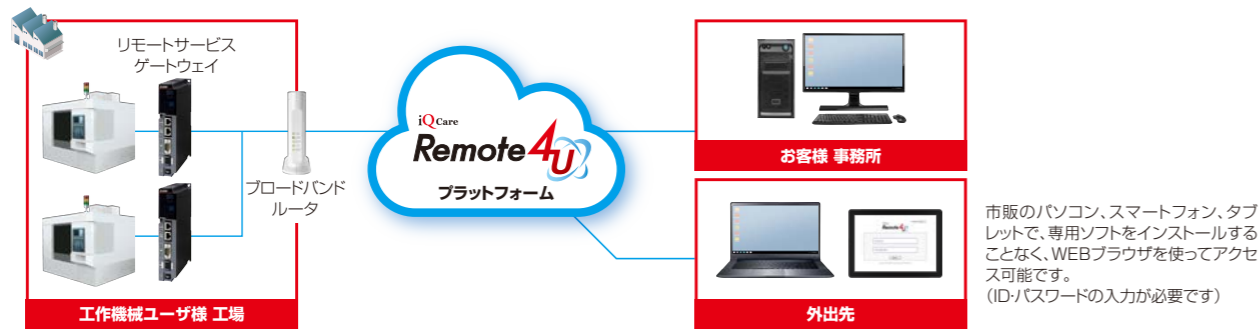 リモートサービス
ゲートウェイ
ブロードバンド
ルータ
工作機械ユーザ様 工場
iQ Care
Remote4U
プラットフォーム
お客様 事務所
Remote4U
外出先
市販のパソコン、スマートフォン、タブ
レットで、専用ソフトをインストールする
ことなく、WEBブラウザを使ってアクセ
ス可能です。
（ID・パスワードの入力が必要です）